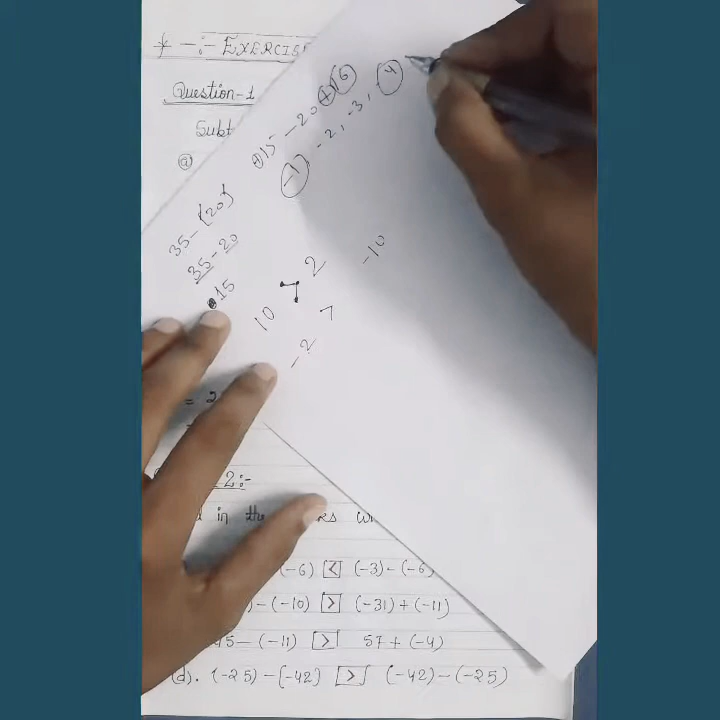 * -:- EXERCISE
Question-1
Subt
(a)
(+)15 - 20 (+) (6)
(-1), -2, -3, (-4
35 - (20)
35 - 20
15
10 > 2
-2 > -10
= 2
2:-
in the
(-6) [<] (-3) - (-6)
) - (-10) [>] (-31) + (-11)
45 - (-11) [>] 57 + (-4)
(d). (-25) - (-42) [>] (-42) - (-25)